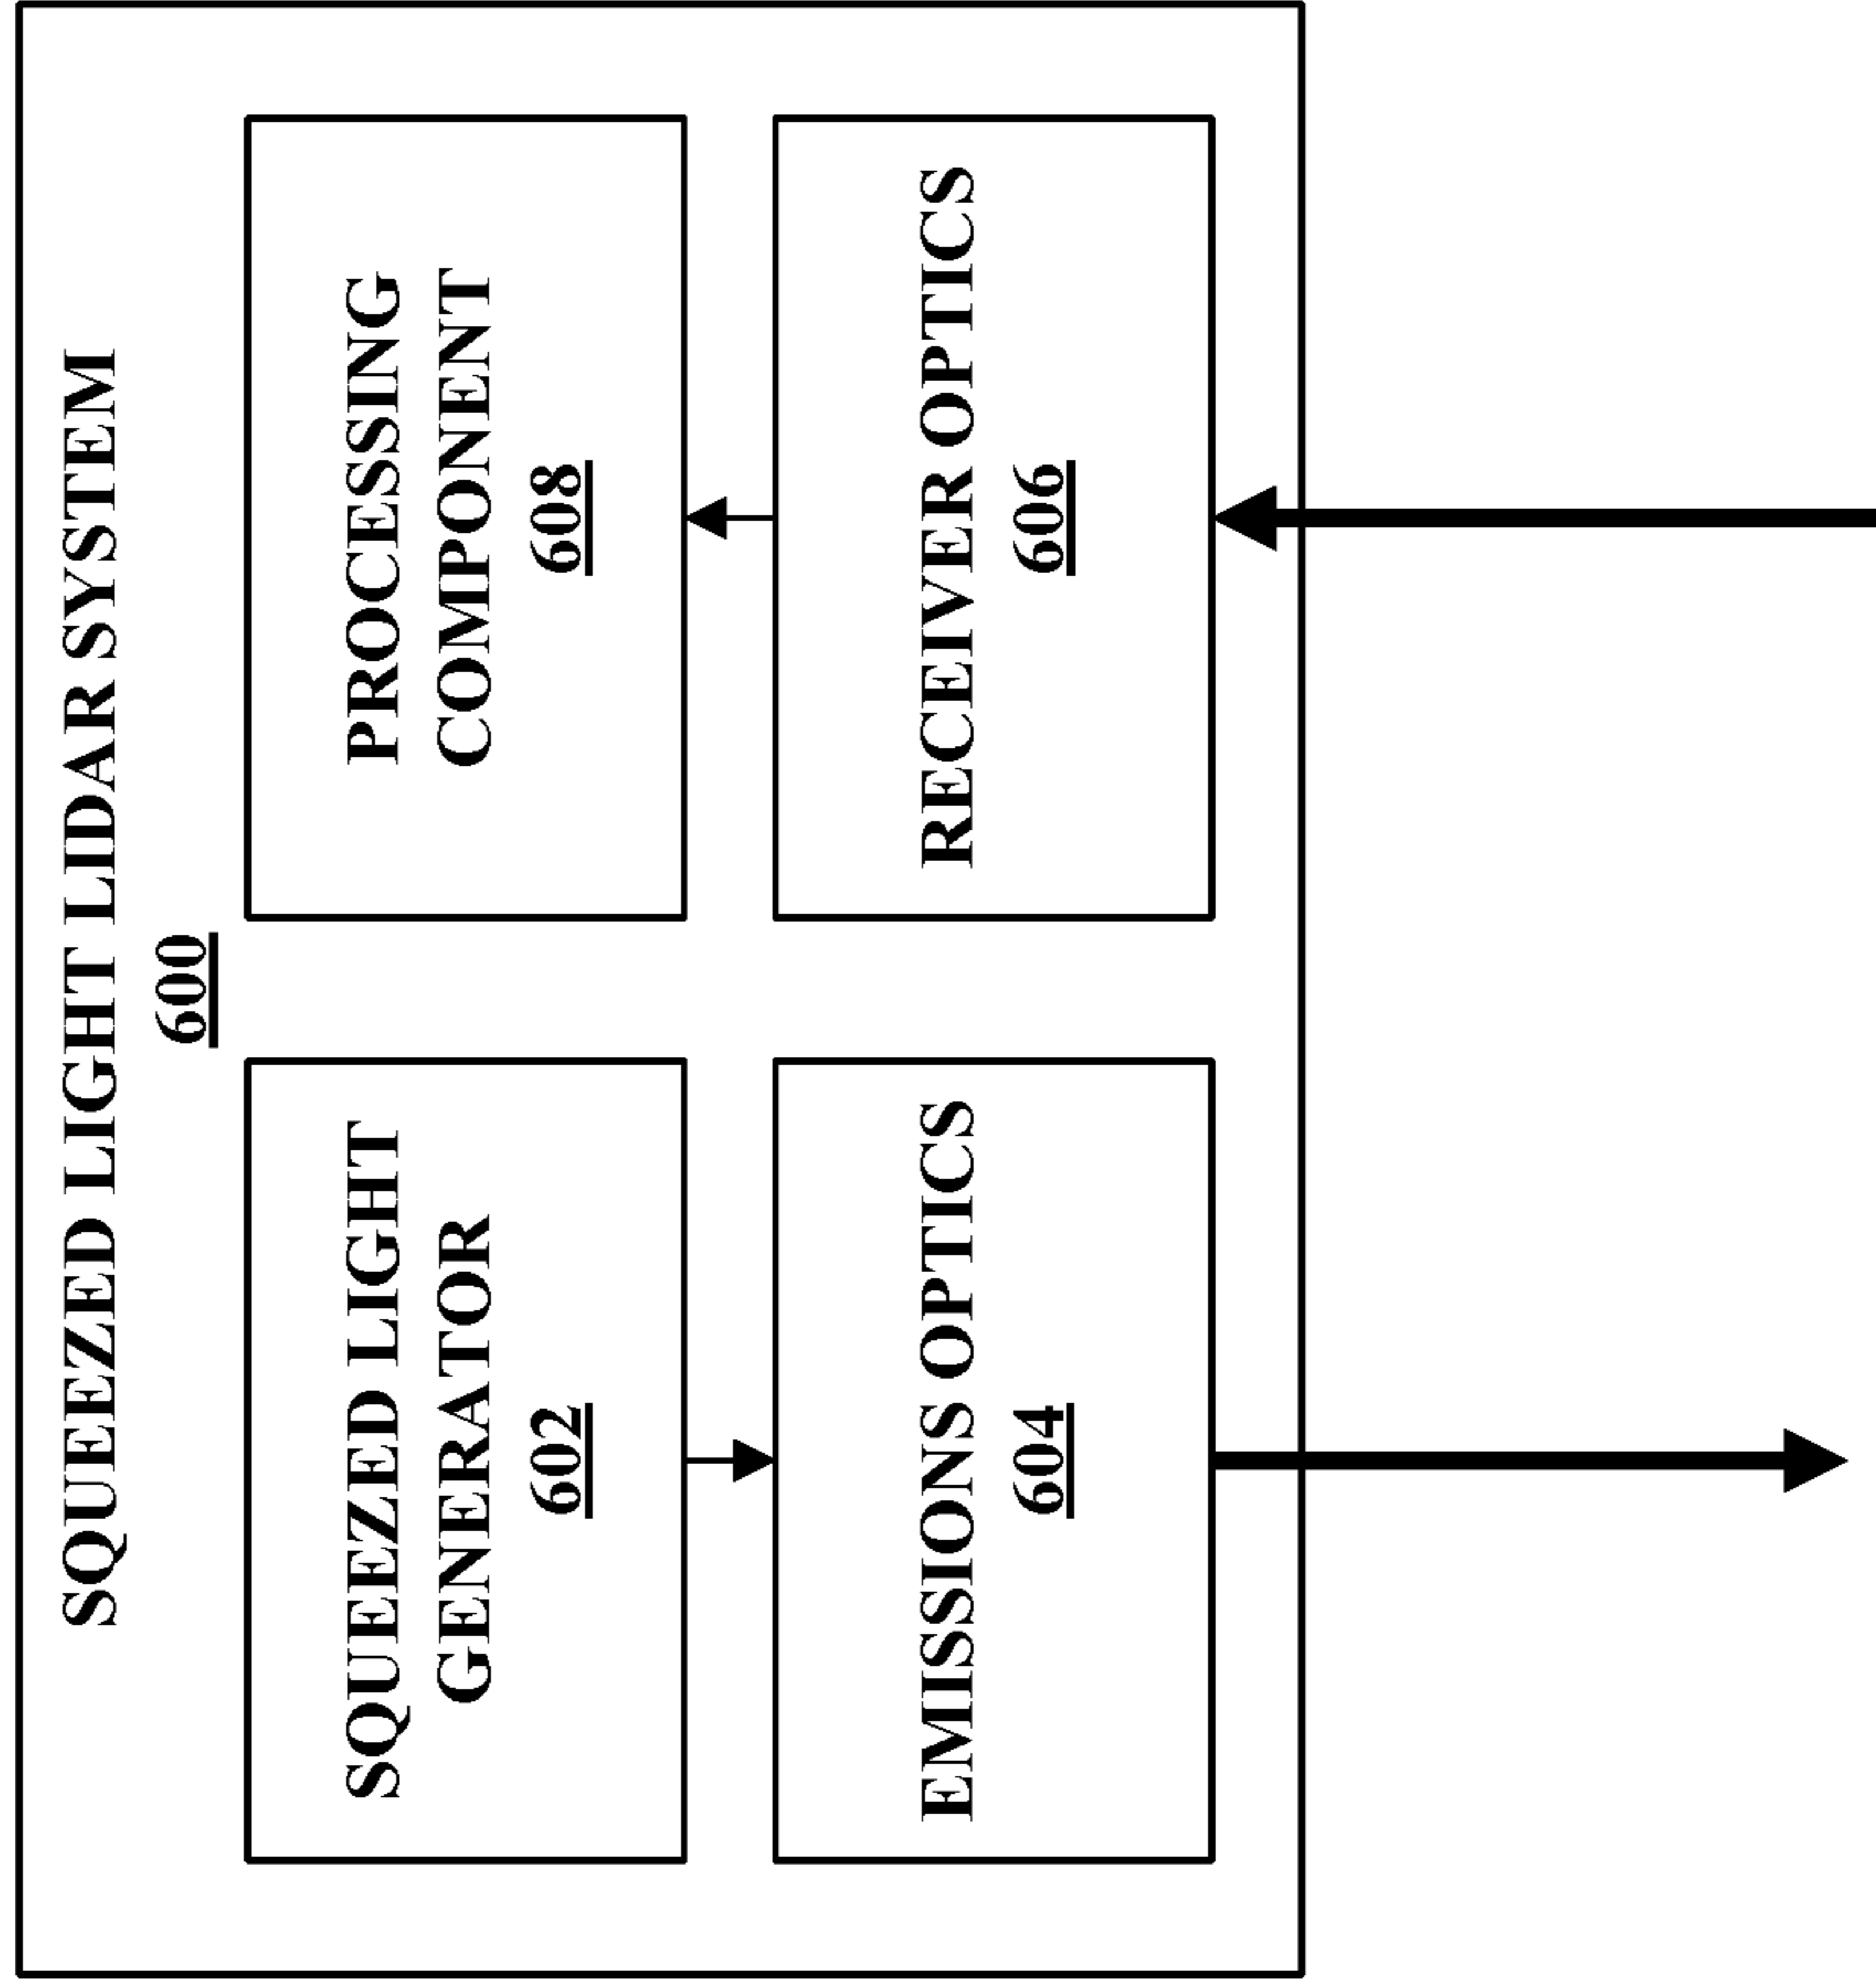 SQUEEZED LIGHT LIDAR SYSTEM
600
SQUEEZED LIGHT
GENERATOR
602
PROCESSING
COMPONENT
608
EMISSIONS OPTICS
604
RECEIVER OPTICS
606